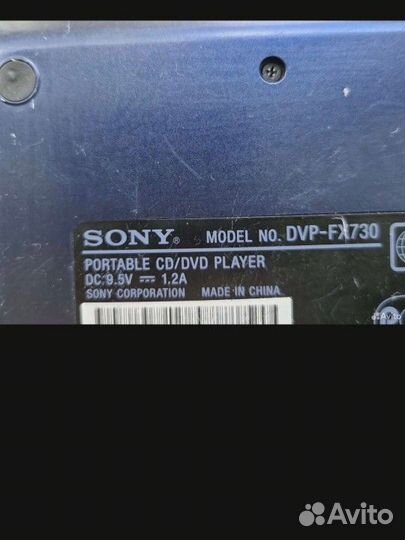 SONY® MODEL NO. DVP-FX730
PORTABLE CD/DVD PLAYER
DC 9.5V ⎓ 1.2A
SONY CORPORATION MADE IN CHINA
Avito
Avito